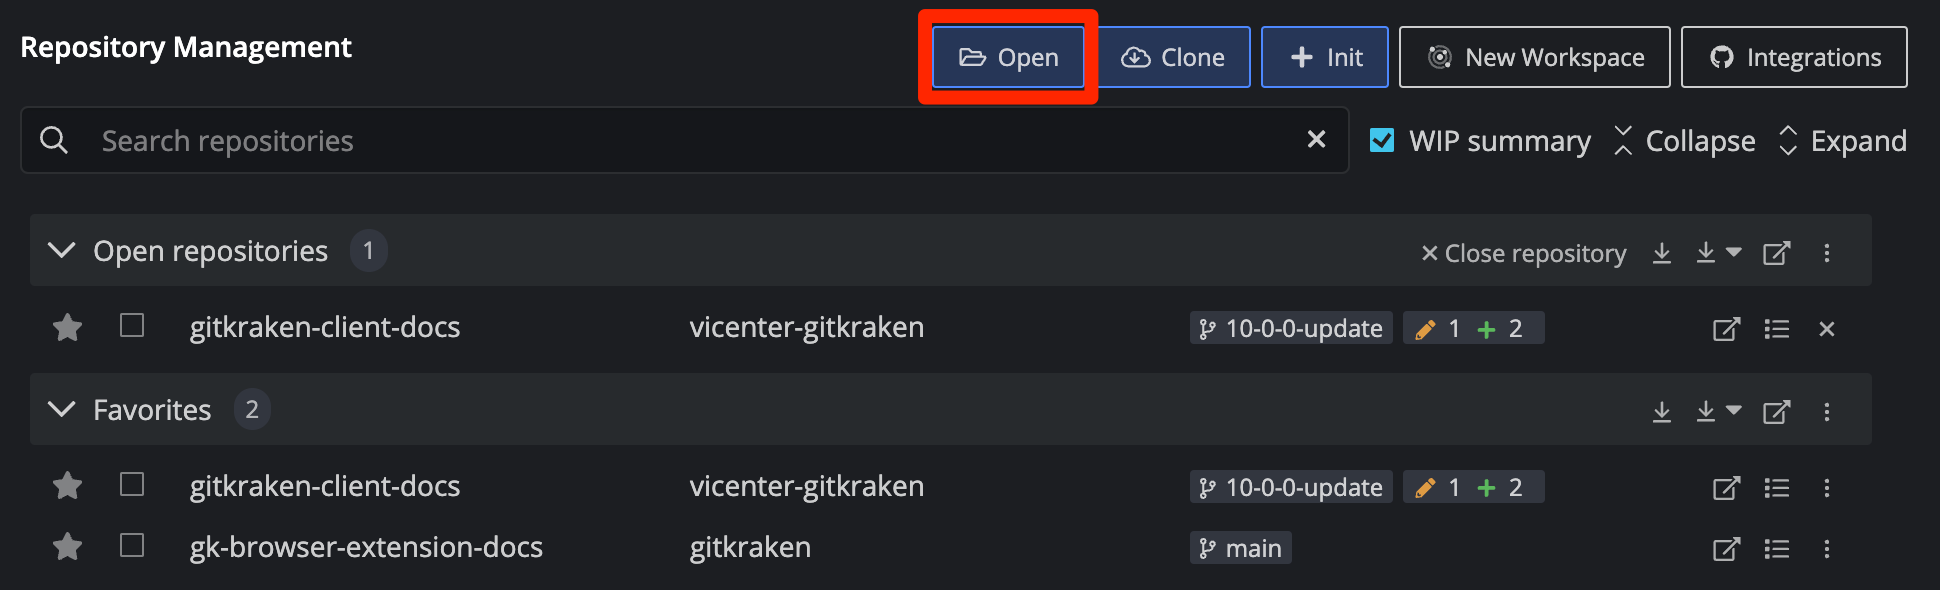 Repository Management
Open
Clone
Init
New Workspace
Integrations
Search repositories
WIP summary
Collapse
Expand
Open repositories 1
Close repository
gitkraken-client-docs vicenter-gitkraken 10-0-0-update 1 + 2
Favorites 2
gitkraken-client-docs vicenter-gitkraken 10-0-0-update 1 + 2
gk-browser-extension-docs gitkraken main